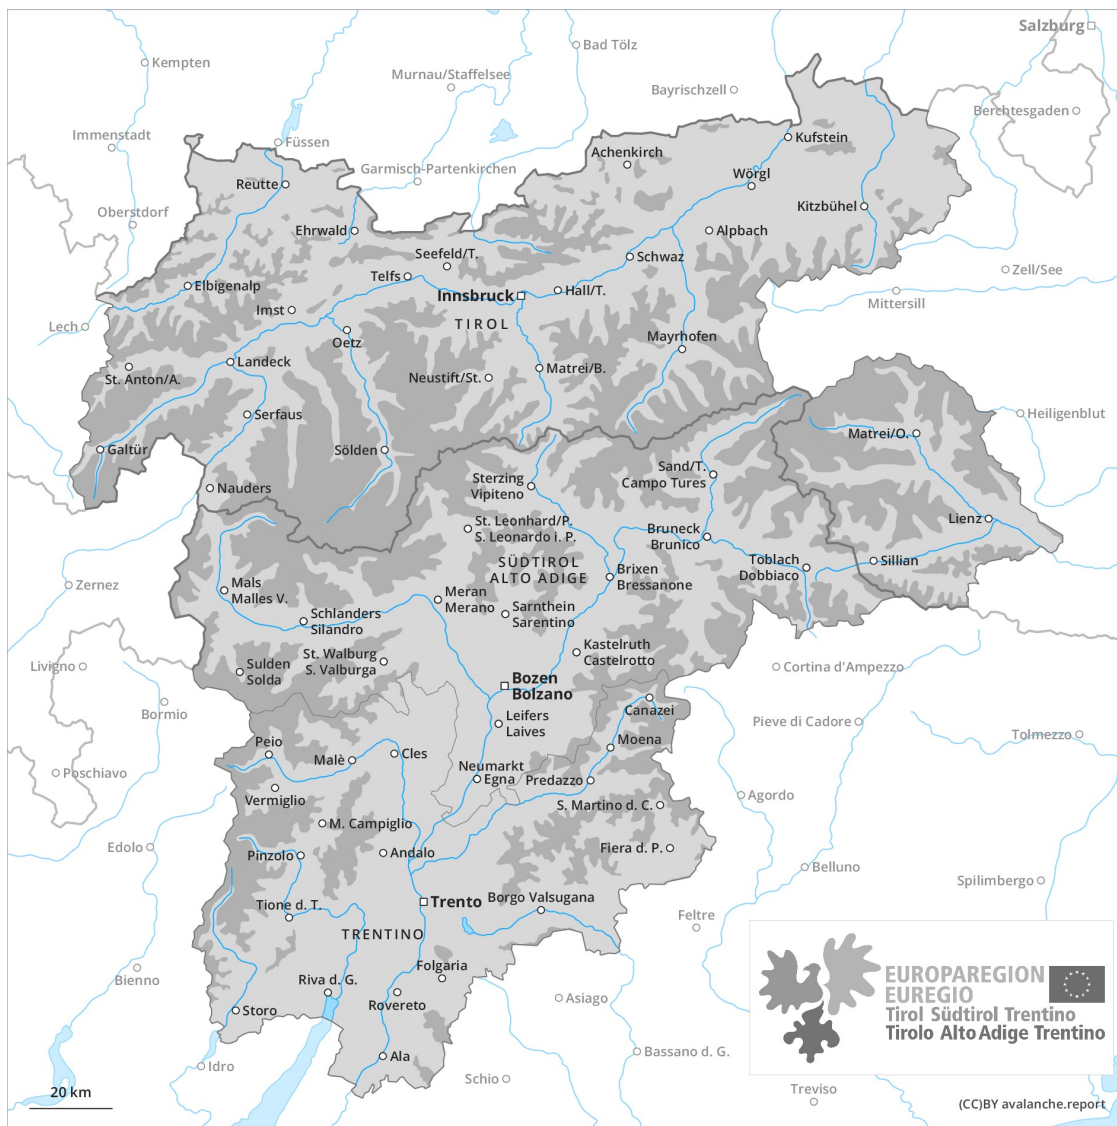 Salzburg
Bad Tölz
Kempten
Murnau/Staffelsee
Bayrischzell
Berchtesgaden
Immenstadt
Füssen
Kufstein
Achenkirch
Garmisch-Partenkirchen
Wörgl
Reutte
Oberstdorf
Kitzbühel
Ehrwald
Alpbach
Seefeld/T.
Schwaz
Telfs
Zell/See
Elbigenalp
Innsbruck
Hall/T.
Mittersill
Imst
Lech
TIROL
Oetz
Mayrhofen
Landeck
Matrei/B.
St. Anton/A.
Neustift/St.
Serfaus
Heiligenblut
Matrei/O.
Galtür
Sölden
Sand/T.
Campo Tures
Sterzing
Vipiteno
Nauders
Lienz
St. Leonhard/P.
S. Leonardo i. P.
Bruneck
Brunico
SÜDTIROL
ALTO ADIGE
Toblach
Dobbiaco
Sillian
Brixen
Bressanone
Zernez
Mals
Malles V.
Meran
Merano
Sarnthein
Sarentino
Schlanders
Silandro
Kastelruth
Castelrotto
St. Walburg
S. Valburga
Livigno
Sulden
Solda
Cortina d'Ampezzo
Bozen
Bolzano
Bormio
Canazei
Leifers
Laives
Pieve di Cadore
Tolmezzo
Peio
Moena
Malè
Cles
Neumarkt
Egna
Predazzo
Poschiavo
Vermiglio
Agordo
S. Martino d. C.
M. Campiglio
Edolo
Fiera d. P.
Pinzolo
Andalo
Belluno
Spilimbergo
Trento
Borgo Valsugana
Tione d. T.
Feltre
TRENTINO
Bienno
Folgaria
Riva d. G.
Rovereto
Asiago
Storo
Ala
Bassano d. G.
Idro
Schio
Treviso
EUROPAREGION
EUREGIO
Tirol Südtirol Trentino
Tirolo Alto Adige Trentino
20 km
(CC)BY avalanche.report